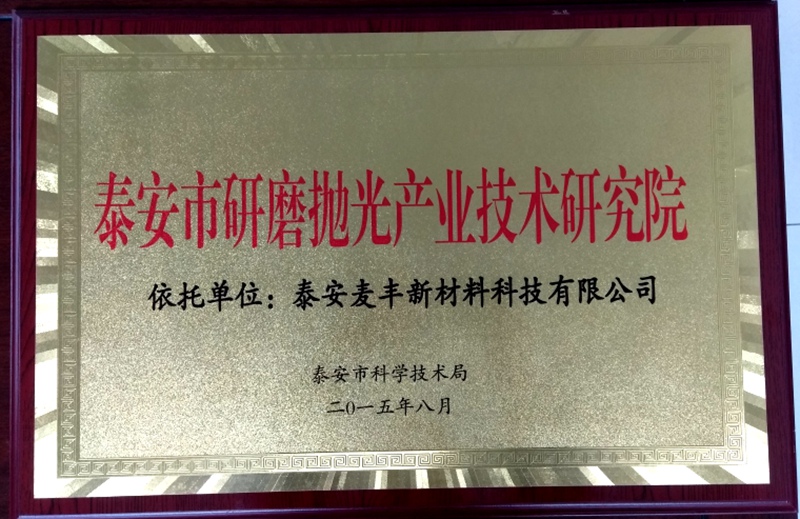 泰安市研磨抛光产业技术研究院
依托单位：泰安麦丰新材料科技有限公司
泰安市科学技术局
二〇一五年八月